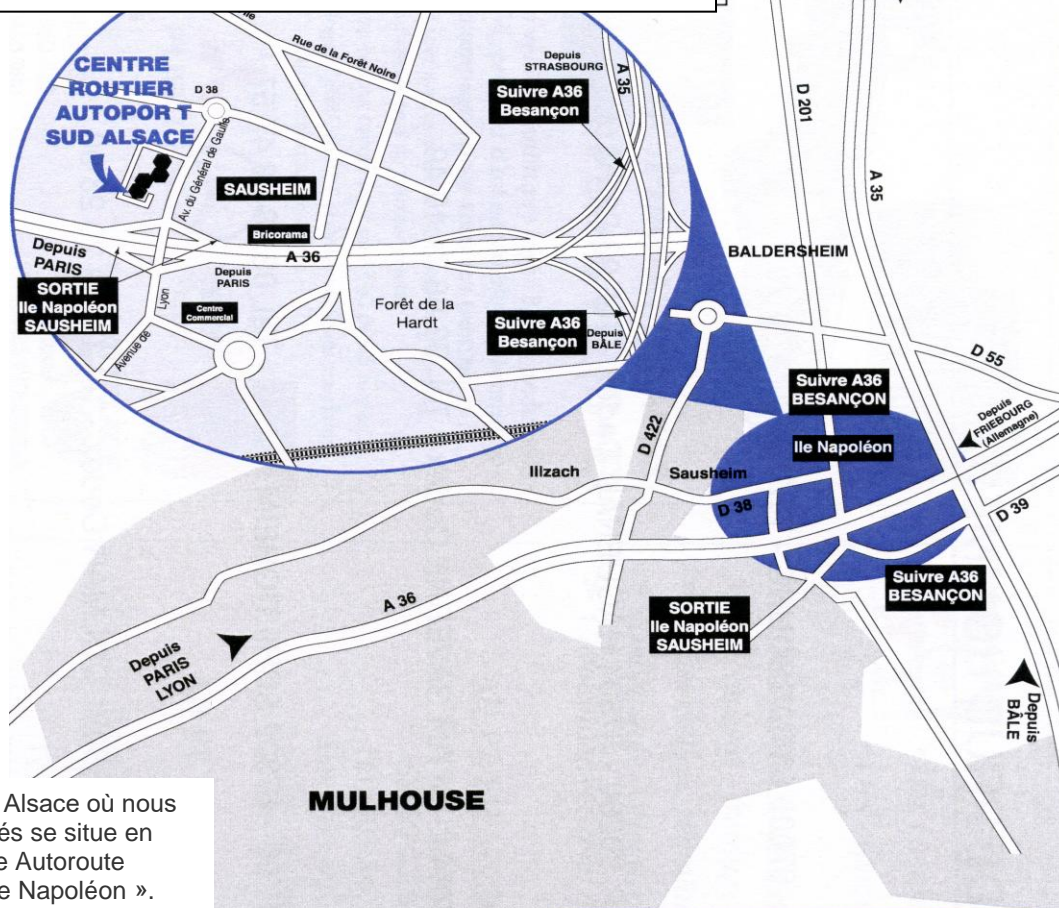 Rue de la Forêt Noire
CENTRE
ROUTIER
AUTOPOR T
SUD ALSACE
D 38
Av. du Général de Gaulle
SAUSHEIM
Bricorama
A 36
Depuis
PARIS
SORTIE
Ile Napoléon
SAUSHEIM
Depuis
PARIS
Lyon
Avenue de
Centre
Commercial
Forêt de la
Hardt
Depuis
STRASBOURG
Suivre A36
Besançon
A 35
Suivre A36
Besançon
Depuis
BÂLE
D 201
A 35
BALDERSHEIM
D 55
Suivre A36
BESANÇON
Depuis
FRIEBOURG
(Allemagne)
Ile Napoléon
D 422
Illzach
Sausheim
D 38
D 39
A 36
Suivre A36
BESANÇON
SORTIE
Ile Napoléon
SAUSHEIM
Depuis
PARIS
LYON
Depuis
BÂLE
MULHOUSE
Alsace où nous
és se situe en
e Autoroute
e Napoléon ».